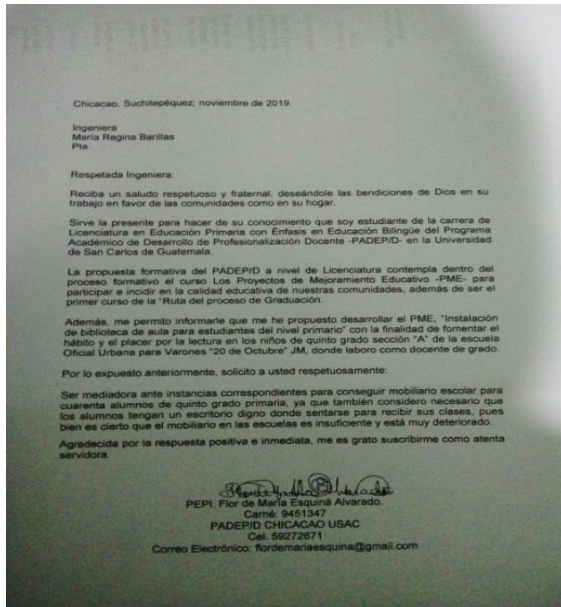 Chicacao, Suchitepéquez, noviembre de 2019.
Ingeniera
María Regina Barillas
Pte.
Respetada Ingeniera:
Reciba un saludo respetuoso y fraternal, deseándole las bendiciones de Dios en su
trabajo en favor de las comunidades como en su hogar.
Sirve la presente para hacer de su conocimiento que soy estudiante de la carrera de
Licenciatura en Educación Primaria con Énfasis en Educación Bilingüe del Programa
Académico de Desarrollo de Profesionalización Docente -PADEP/D- en la Universidad
de San Carlos de Guatemala.
La propuesta formativa del PADEP/D a nivel de Licenciatura contempla dentro del
proceso formativo el curso Los Proyectos de Mejoramiento Educativo -PME- para
participar e incidir en la calidad educativa de nuestras comunidades, además de ser el
primer curso de la "Ruta del proceso de Graduación.
Además, me permito informarle que me he propuesto desarrollar el PME, "Instalación
de biblioteca de aula para estudiantes del nivel primario" con la finalidad de fomentar el
hábito y el placer por la lectura en los niños de quinto grado sección "A" de la escuela
Oficial Urbana para Varones "20 de Octubre" JM, donde laboro como docente de grado.
Por lo expuesto anteriormente, solicito a usted respetuosamente:
Ser mediadora ante instancias correspondientes para conseguir mobiliario escolar para
cuarenta alumnos de quinto grado primaria, ya que también considero necesario que
los alumnos tengan un escritorio digno donde sentarse para recibir sus clases, pues
bien es cierto que el mobiliario en las escuelas es insuficiente y está muy deteriorado.
Agradecida por la respuesta positiva e inmediata, me es grato suscribirme como atenta
servidora.
PEPI. Flor de María Esquiná Alvarado.
Carné: 9451347
PADEP/D CHICACAO USAC
Cel. 59272671
Correo Electrónico: flordemariaesquina@gmail.com